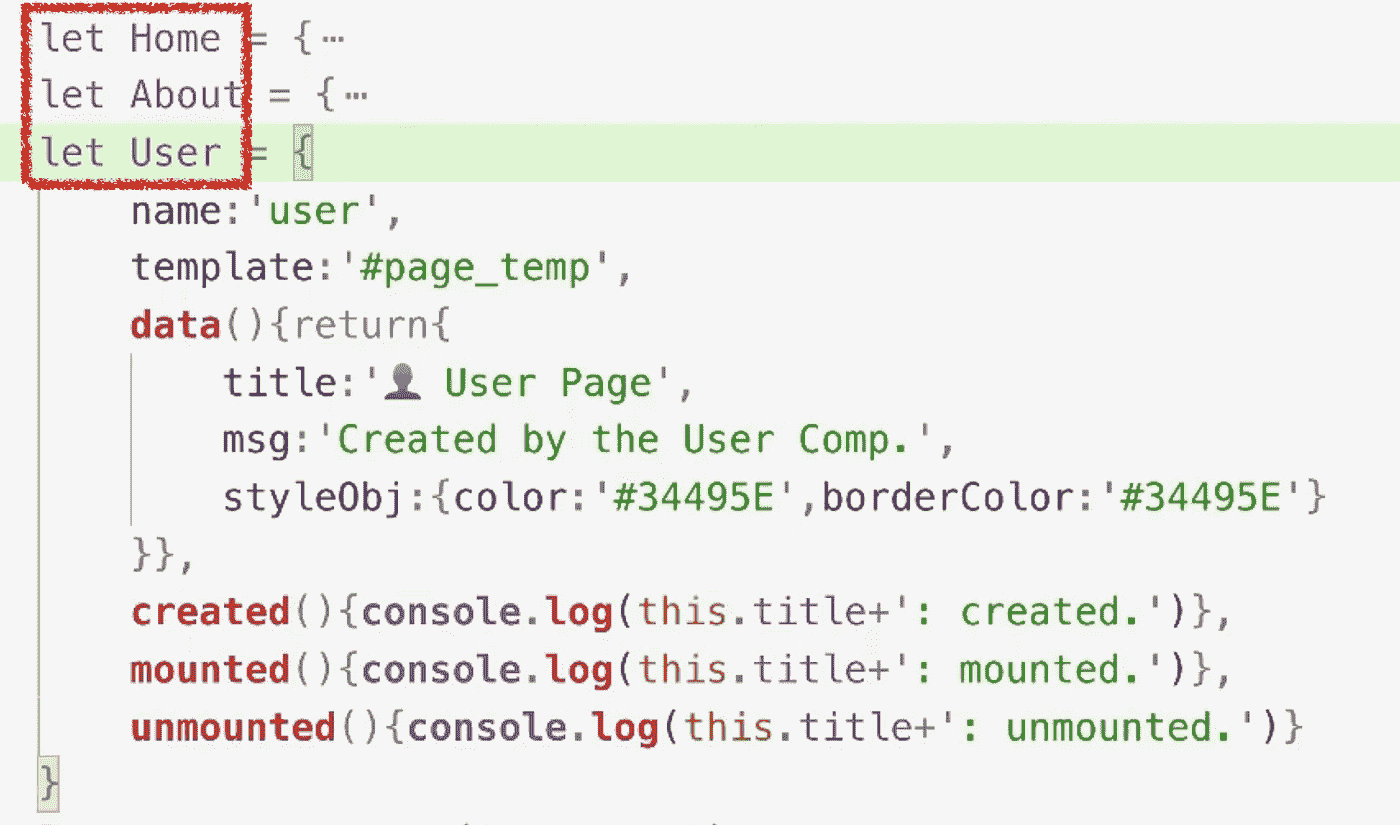 let Home = {⋯
let About = {⋯
let User = {
name:'user',
template:'#page_temp',
data(){return{
title:'👤 User Page',
msg:'Created by the User Comp.',
styleObj:{color:'#34495E',borderColor:'#34495E'}
}},
created(){console.log(this.title+': created.')},
mounted(){console.log(this.title+': mounted.')},
unmounted(){console.log(this.title+': unmounted.')}
}